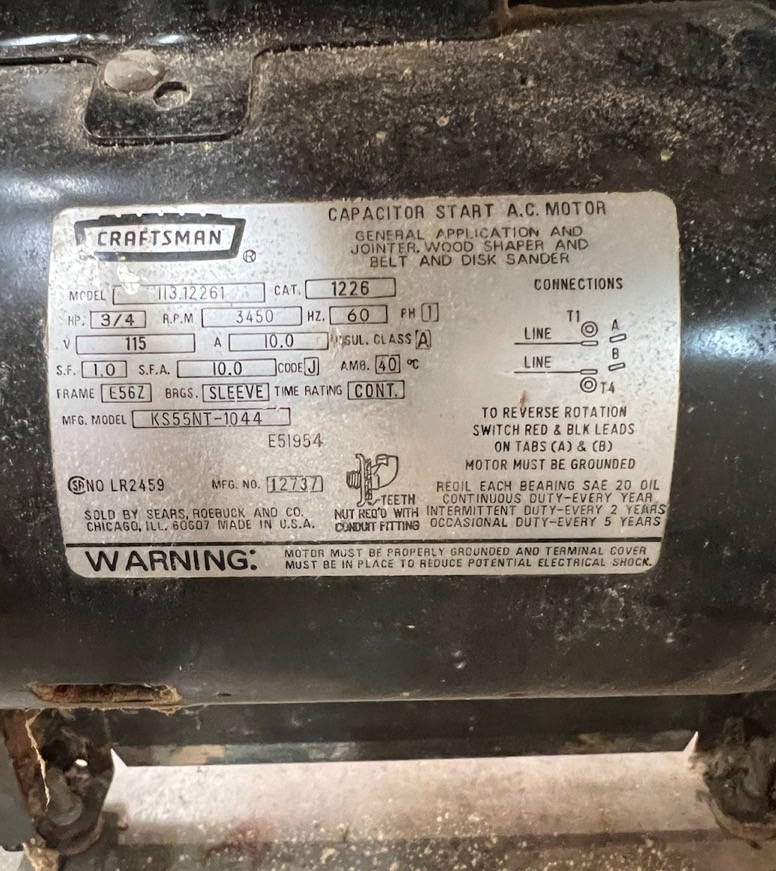 CRAFTSMAN ®
CAPACITOR START A.C. MOTOR
GENERAL APPLICATION AND
JOINTER, WOOD SHAPER AND
BELT AND DISK SANDER
MODEL 113.12261 CAT. 1226
HP. 3/4 R.P.M 3450 HZ. 60 PH 1
V 115 A 10.0 INSUL. CLASS A
S.F. 1.0 S.F.A. 10.0 CODE J AMB. 40 °C
FRAME E56Z BRGS. SLEEVE TIME RATING CONT.
MFG. MODEL KS55NT-1044
E51954
CONNECTIONS
T1
LINE A
LINE B
T4
TO REVERSE ROTATION
SWITCH RED & BLK LEADS
ON TABS (A) & (B)
MOTOR MUST BE GROUNDED
NO LR2459 MFG. NO. 12737
SOLD BY SEARS, ROEBUCK AND CO.
CHICAGO, ILL. 60607 MADE IN U.S.A.
TEETH
NUT REQ'D WITH
CONDUIT FITTING
REOIL EACH BEARING SAE 20 OIL
CONTINUOUS DUTY-EVERY YEAR
INTERMITTENT DUTY-EVERY 2 YEARS
OCCASIONAL DUTY-EVERY 5 YEARS
WARNING: MOTOR MUST BE PROPERLY GROUNDED AND TERMINAL COVER
MUST BE IN PLACE TO REDUCE POTENTIAL ELECTRICAL SHOCK.